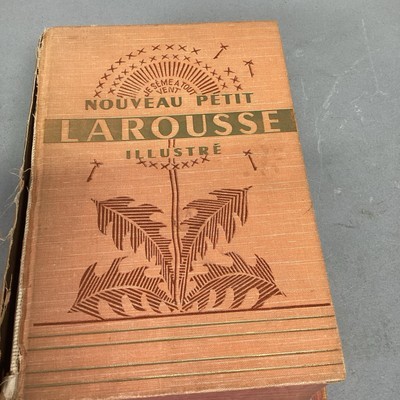 JE SÈME A TOUT
VENT
NOUVEAU PETIT
LAROUSSE
ILLUSTRÉ